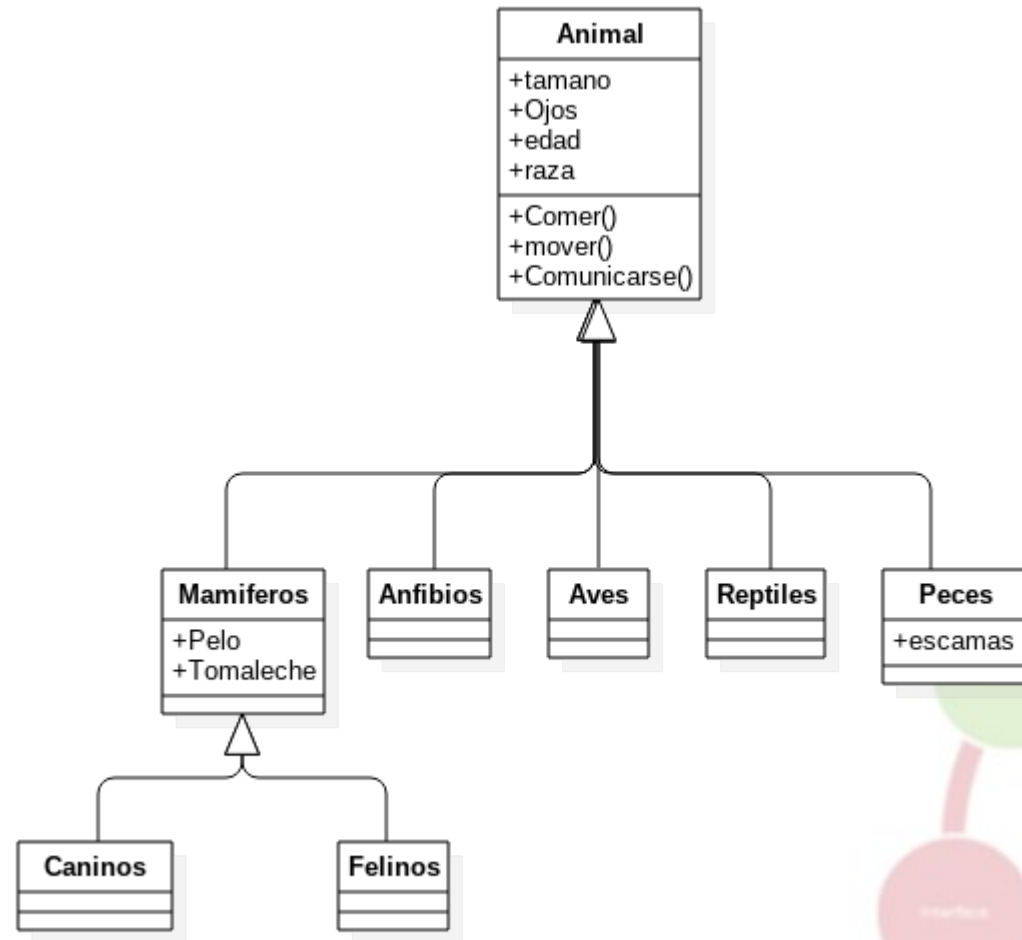 Animal
+tamano
+Ojos
+edad
+raza
+Comer()
+mover()
+Comunicarse()
Mamiferos
+Pelo
+Tomaleche
Anfibios
Aves
Reptiles
Peces
+escamas
Caninos
Felinos